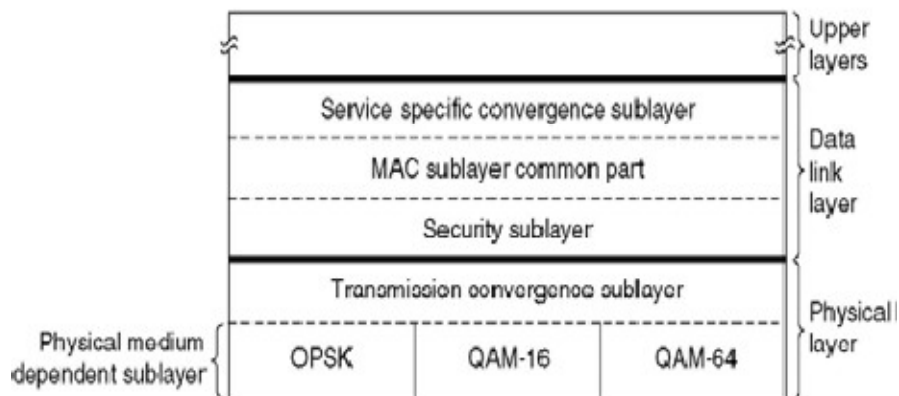 Upper
layers
Service specific convergence sublayer
MAC sublayer common part
Data
link
layer
Security sublayer
Transmission convergence sublayer
Physical
layer
Physical medium
dependent sublayer
OPSK
QAM-16
QAM-64